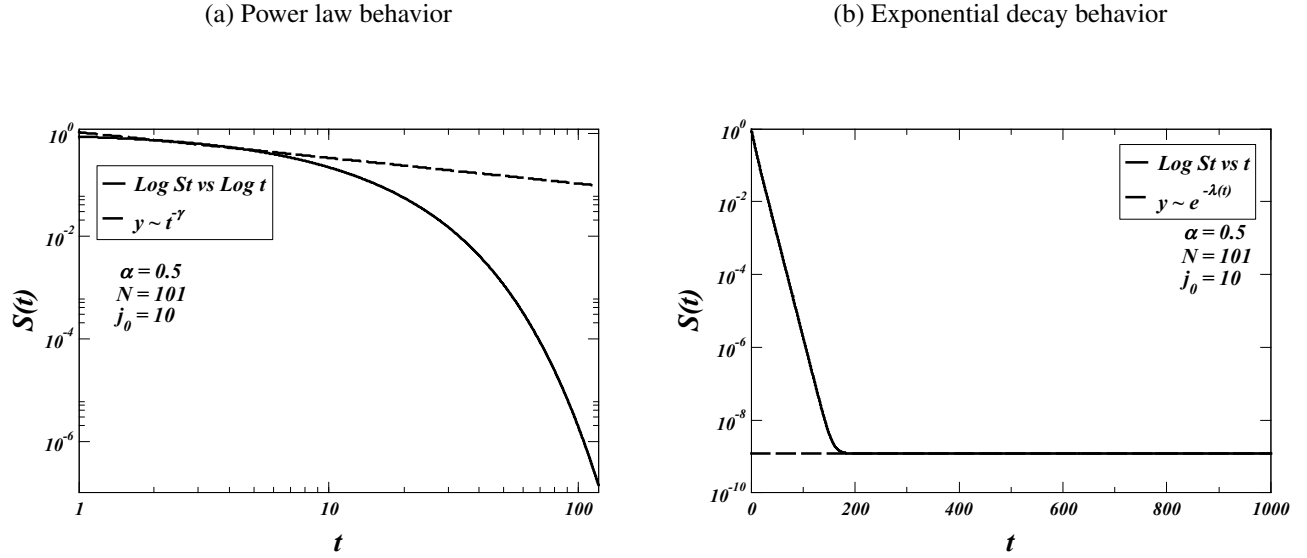 (a) Power law behavior
(b) Exponential decay behavior
10^0
10^-2
10^-4
10^-6
S(t)
Log St vs Log t
y ~ t^-γ
α = 0.5
N = 101
j_0 = 10
1
10
100
t
10^0
10^-2
10^-4
10^-6
10^-8
10^-10
S(t)
Log St vs t
y ~ e^-λ(t)
α = 0.5
N = 101
j_0 = 10
0
200
400
600
800
1000
t